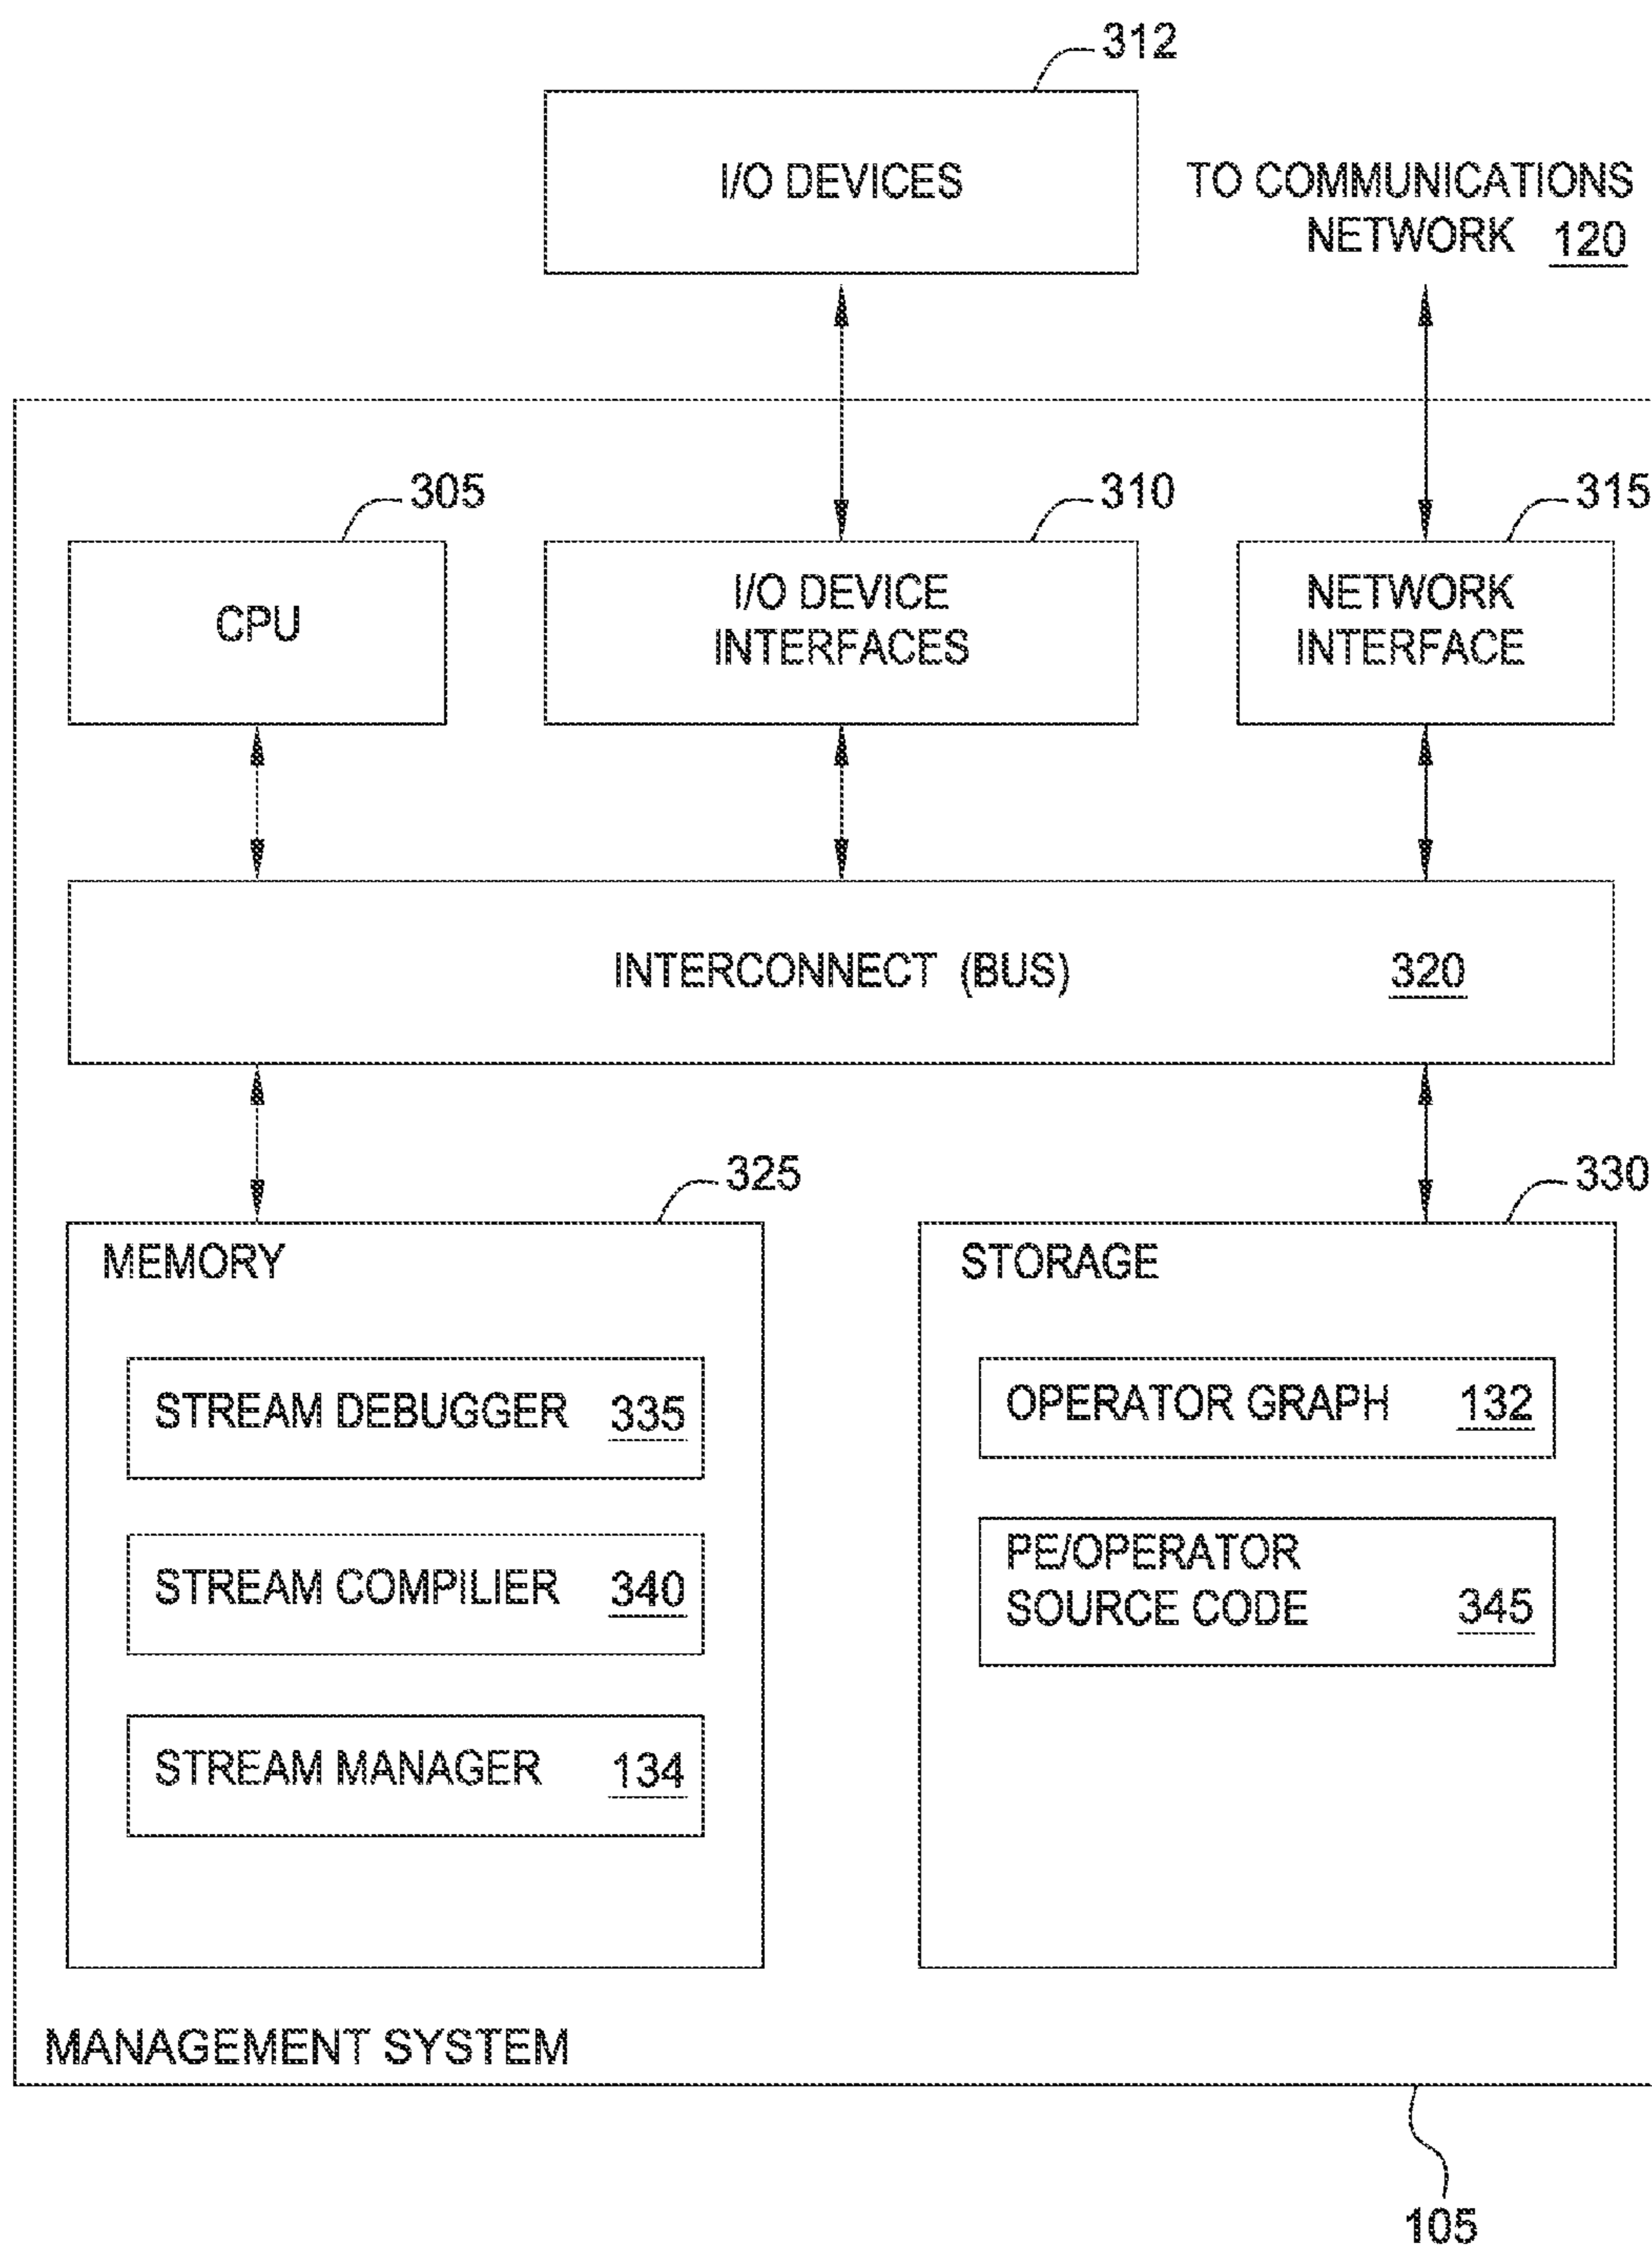 312
I/O DEVICES
TO COMMUNICATIONS
NETWORK 120
305
310
315
CPU
I/O DEVICE
INTERFACES
NETWORK
INTERFACE
INTERCONNECT (BUS) 320
325
330
MEMORY
STREAM DEBUGGER 335
STREAM COMPILIER 340
STREAM MANAGER 134
STORAGE
OPERATOR GRAPH 132
PE/OPERATOR
SOURCE CODE 345
MANAGEMENT SYSTEM
105